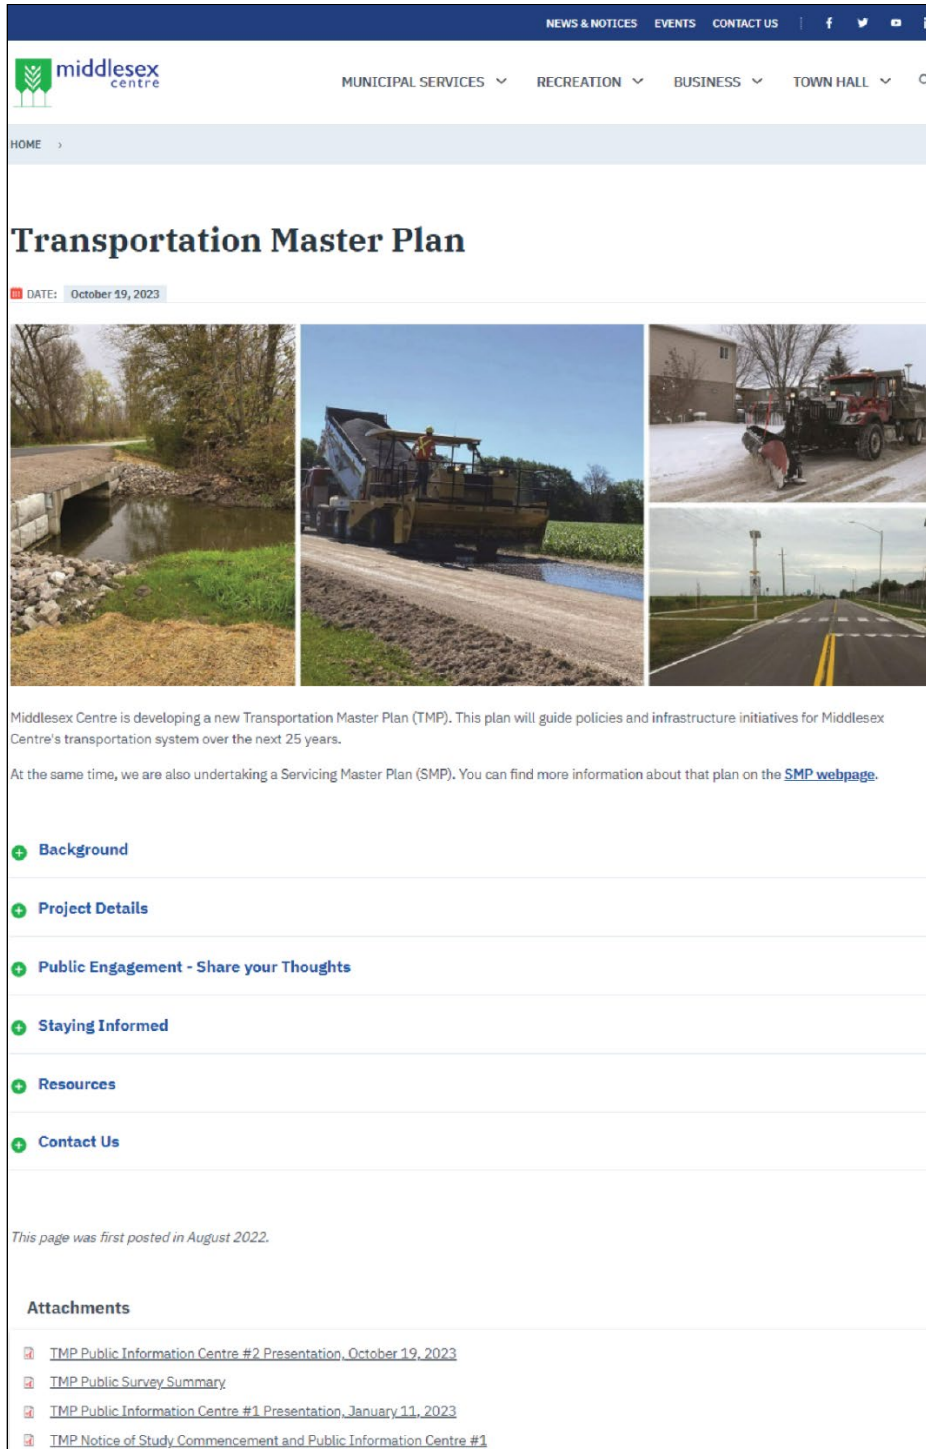 NEWS & NOTICES EVENTS CONTACT US
middlesex
centre
MUNICIPAL SERVICES RECREATION BUSINESS TOWN HALL
HOME ›
Transportation Master Plan
DATE: October 19, 2023
Middlesex Centre is developing a new Transportation Master Plan (TMP). This plan will guide policies and infrastructure initiatives for Middlesex
Centre's transportation system over the next 25 years.
At the same time, we are also undertaking a Servicing Master Plan (SMP). You can find more information about that plan on the SMP webpage.
Background
Project Details
Public Engagement - Share your Thoughts
Staying Informed
Resources
Contact Us
This page was first posted in August 2022.
Attachments
TMP Public Information Centre #2 Presentation, October 19, 2023
TMP Public Survey Summary
TMP Public Information Centre #1 Presentation, January 11, 2023
TMP Notice of Study Commencement and Public Information Centre #1